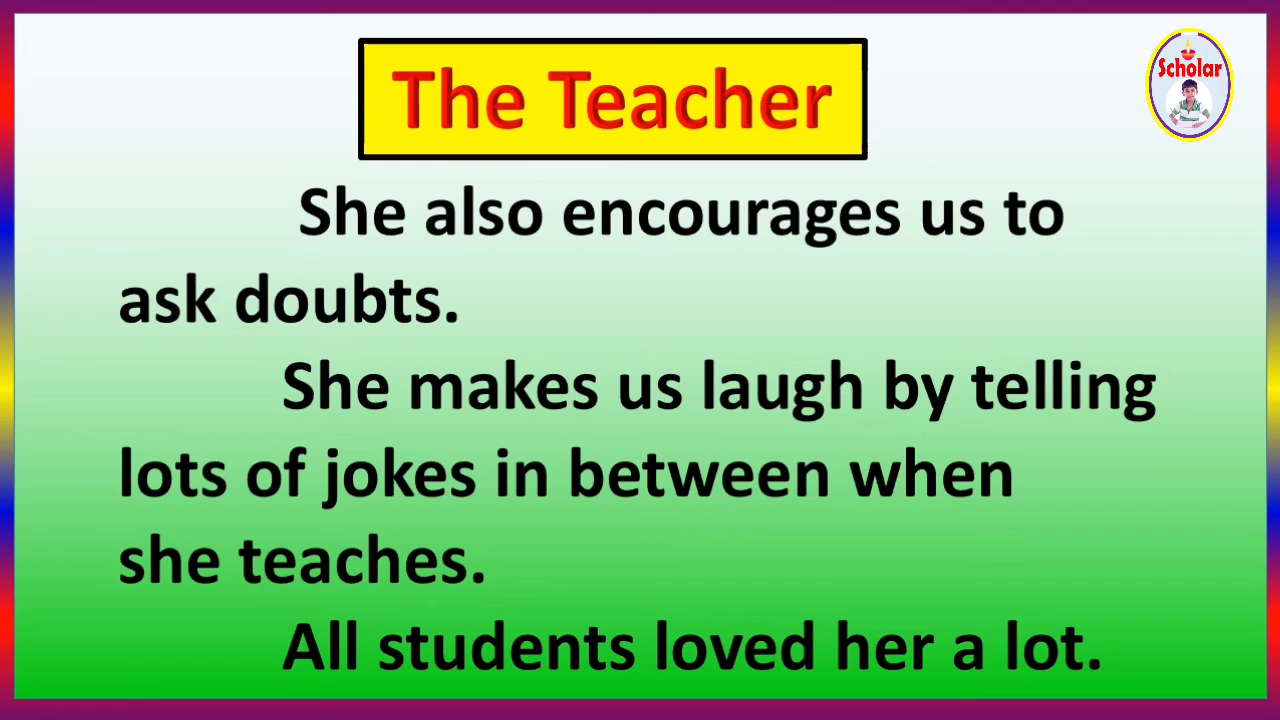 The Teacher
Scholar
She also encourages us to
ask doubts.
She makes us laugh by telling
lots of jokes in between when
she teaches.
All students loved her a lot.